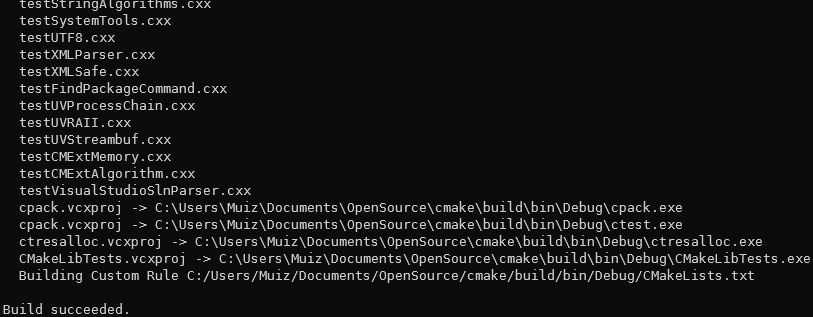 testStringAlgorithms.cxx
testSystemTools.cxx
testUTF8.cxx
testXMLParser.cxx
testXMLSafe.cxx
testFindPackageCommand.cxx
testUVProcessChain.cxx
testUVRAII.cxx
testUVStreambuf.cxx
testCMExtMemory.cxx
testCMExtAlgorithm.cxx
testVisualStudioSlnParser.cxx
cpack.vcxproj -> C:\Users\Muiz\Documents\OpenSource\cmake\build\bin\Debug\cpack.exe
cpack.vcxproj -> C:\Users\Muiz\Documents\OpenSource\cmake\build\bin\Debug\ctest.exe
ctresalloc.vcxproj -> C:\Users\Muiz\Documents\OpenSource\cmake\build\bin\Debug\ctresalloc.exe
CMakeLibTests.vcxproj -> C:\Users\Muiz\Documents\OpenSource\cmake\build\bin\Debug\CMakeLibTests.exe
Building Custom Rule C:/Users/Muiz/Documents/OpenSource/cmake/build/bin/Debug/CMakeLists.txt
Build succeeded.